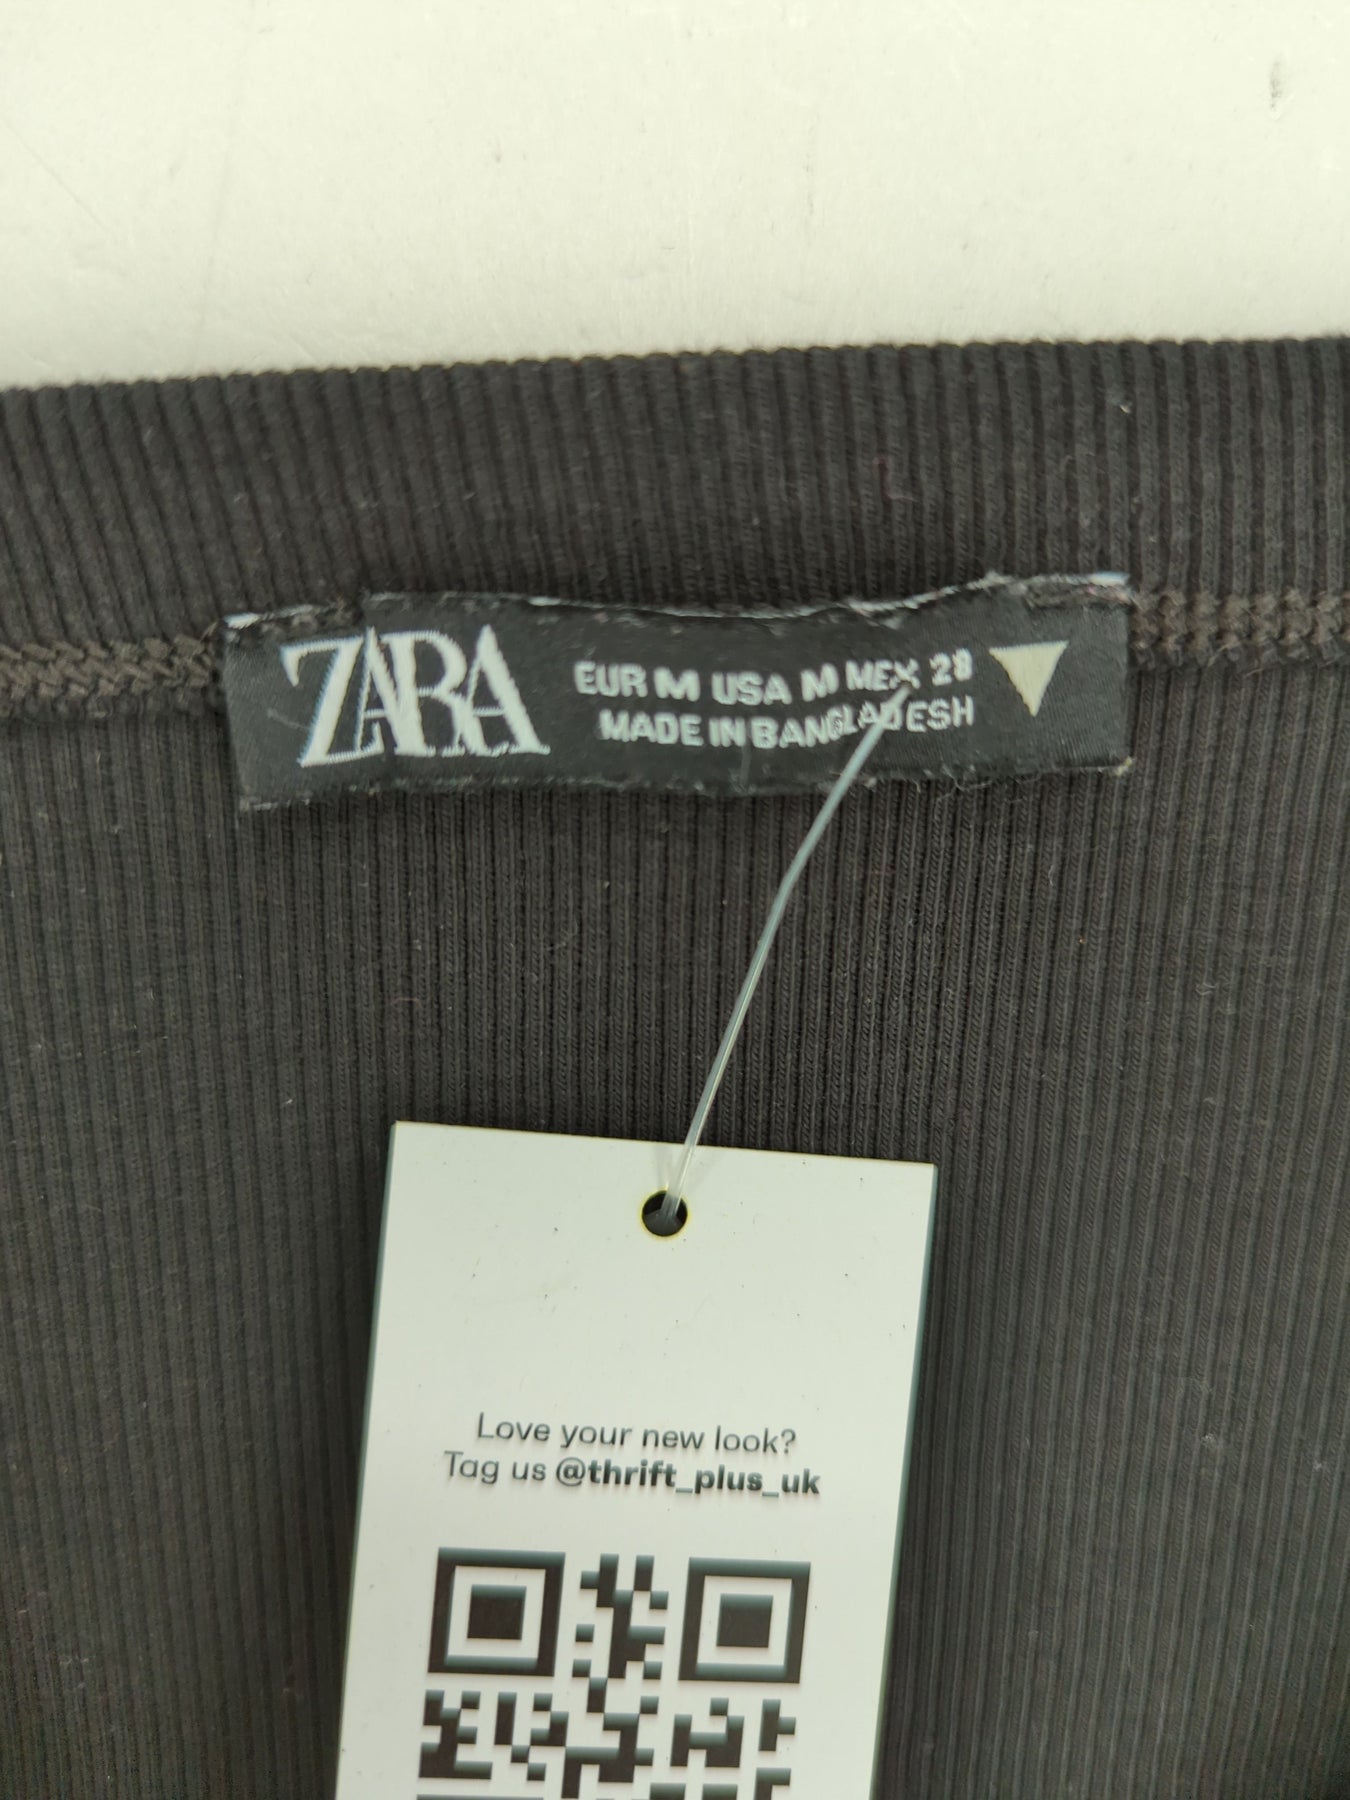 ZARA
EUR M USA M MEX 28
MADE IN BANGLADESH
Love your new look?
Tag us @thrift_plus_uk